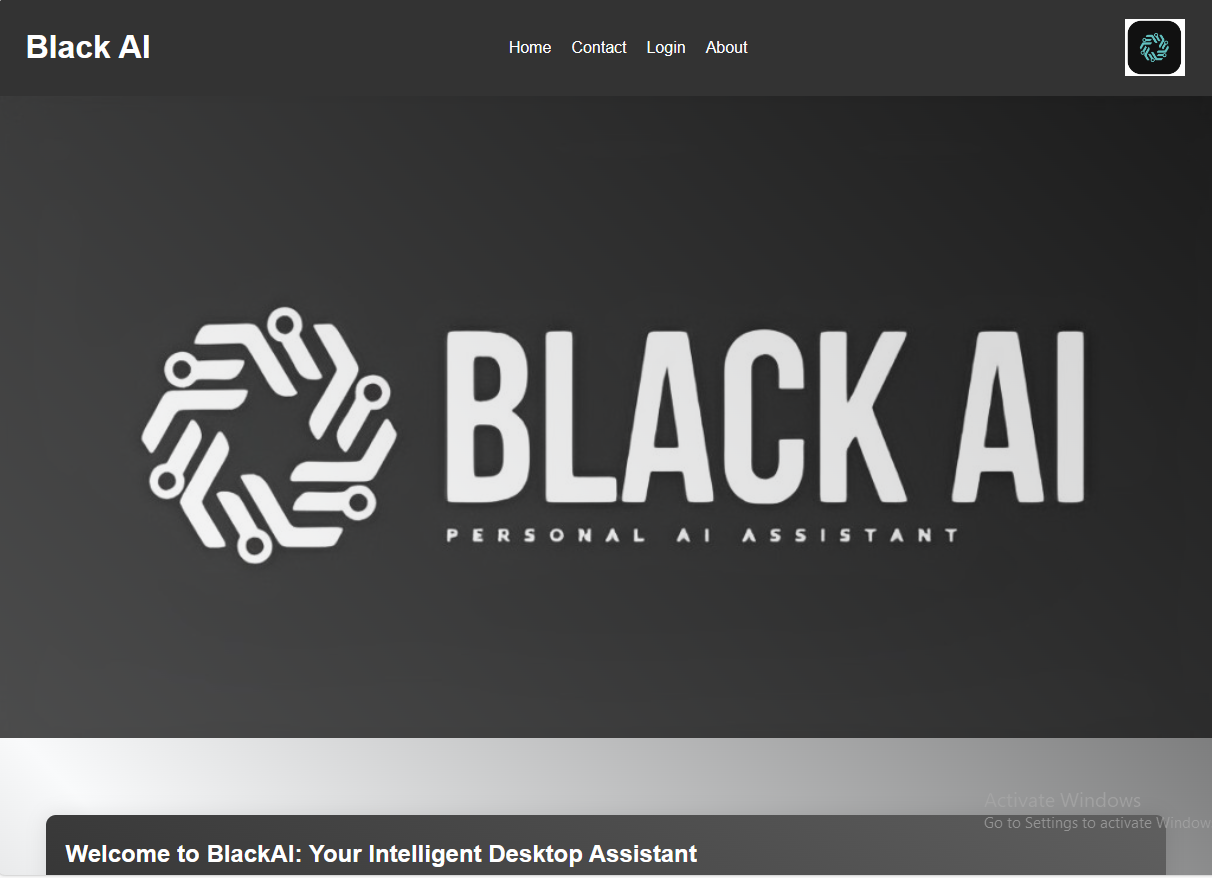 Black AI
Home Contact Login About
BLACK AI
PERSONAL AI ASSISTANT
Activate Windows
Go to Settings to activate Window
Welcome to BlackAI: Your Intelligent Desktop Assistant